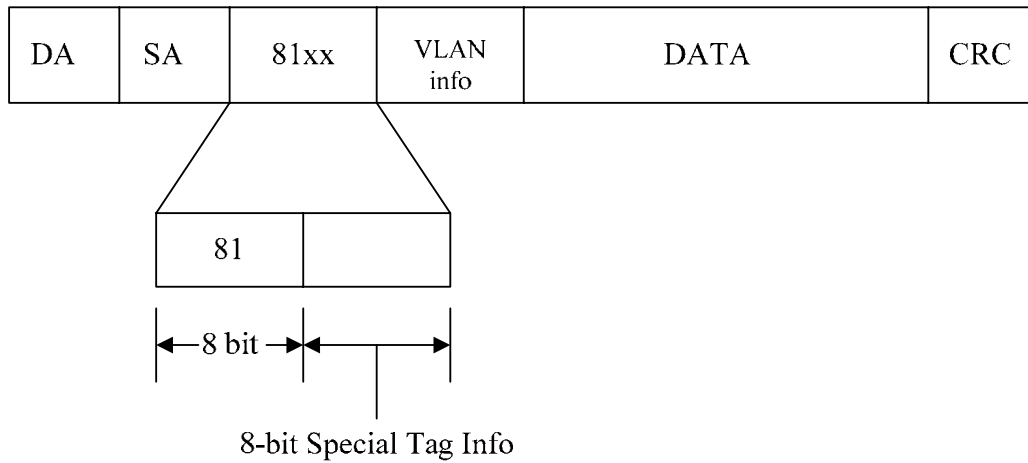 DA SA 81xx VLAN info DATA CRC
81
8 bit
8-bit Special Tag Info